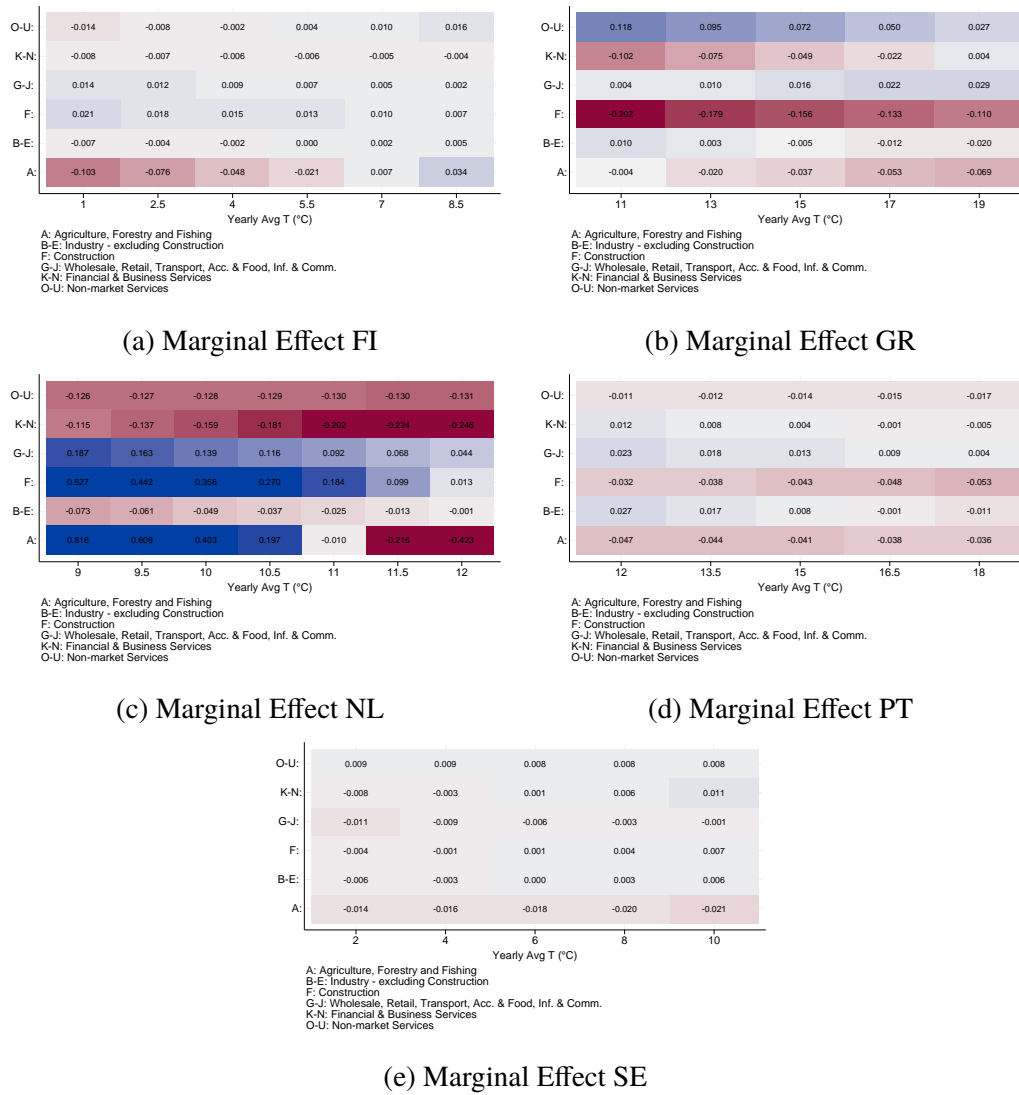 O-U: -0.014 -0.008 -0.002 0.004 0.010 0.016
K-N: -0.008 -0.007 -0.006 -0.006 -0.005 -0.004
G-J: 0.014 0.012 0.009 0.007 0.005 0.002
F: 0.021 0.018 0.015 0.013 0.010 0.007
B-E: -0.007 -0.004 -0.002 0.000 0.002 0.005
A: -0.103 -0.076 -0.048 -0.021 0.007 0.034
1 2.5 4 5.5 7 8.5
Yearly Avg T (°C)
A: Agriculture, Forestry and Fishing
B-E: Industry - excluding Construction
F: Construction
G-J: Wholesale, Retail, Transport, Acc. & Food, Inf. & Comm.
K-N: Financial & Business Services
O-U: Non-market Services
(a) Marginal Effect FI
O-U: 0.118 0.095 0.072 0.050 0.027
K-N: -0.102 -0.075 -0.049 -0.022 0.004
G-J: 0.004 0.010 0.016 0.022 0.029
F: -0.202 -0.179 -0.156 -0.133 -0.110
B-E: 0.010 0.003 -0.005 -0.012 -0.020
A: -0.004 -0.020 -0.037 -0.053 -0.069
11 13 15 17 19
Yearly Avg T (°C)
A: Agriculture, Forestry and Fishing
B-E: Industry - excluding Construction
F: Construction
G-J: Wholesale, Retail, Transport, Acc. & Food, Inf. & Comm.
K-N: Financial & Business Services
O-U: Non-market Services
(b) Marginal Effect GR
O-U: -0.126 -0.127 -0.128 -0.129 -0.130 -0.130 -0.131
K-N: -0.115 -0.137 -0.159 -0.181 -0.202 -0.224 -0.246
G-J: 0.187 0.163 0.139 0.116 0.092 0.068 0.044
F: 0.527 0.442 0.356 0.270 0.184 0.099 0.013
B-E: -0.073 -0.061 -0.049 -0.037 -0.025 -0.013 -0.001
A: 0.816 0.609 0.403 0.197 -0.010 -0.216 -0.423
9 9.5 10 10.5 11 11.5 12
Yearly Avg T (°C)
A: Agriculture, Forestry and Fishing
B-E: Industry - excluding Construction
F: Construction
G-J: Wholesale, Retail, Transport, Acc. & Food, Inf. & Comm.
K-N: Financial & Business Services
O-U: Non-market Services
(c) Marginal Effect NL
O-U: -0.011 -0.012 -0.014 -0.015 -0.017
K-N: 0.012 0.008 0.004 -0.001 -0.005
G-J: 0.023 0.018 0.013 0.009 0.004
F: -0.032 -0.038 -0.043 -0.048 -0.053
B-E: 0.027 0.017 0.008 -0.001 -0.011
A: -0.047 -0.044 -0.041 -0.038 -0.036
12 13.5 15 16.5 18
Yearly Avg T (°C)
A: Agriculture, Forestry and Fishing
B-E: Industry - excluding Construction
F: Construction
G-J: Wholesale, Retail, Transport, Acc. & Food, Inf. & Comm.
K-N: Financial & Business Services
O-U: Non-market Services
(d) Marginal Effect PT
O-U: 0.009 0.009 0.008 0.008 0.008
K-N: -0.008 -0.003 0.001 0.006 0.011
G-J: -0.011 -0.009 -0.006 -0.003 -0.001
F: -0.004 -0.001 0.001 0.004 0.007
B-E: -0.006 -0.003 0.000 0.003 0.006
A: -0.014 -0.016 -0.018 -0.020 -0.021
2 4 6 8 10
Yearly Avg T (°C)
A: Agriculture, Forestry and Fishing
B-E: Industry - excluding Construction
F: Construction
G-J: Wholesale, Retail, Transport, Acc. & Food, Inf. & Comm.
K-N: Financial & Business Services
O-U: Non-market Services
(e) Marginal Effect SE